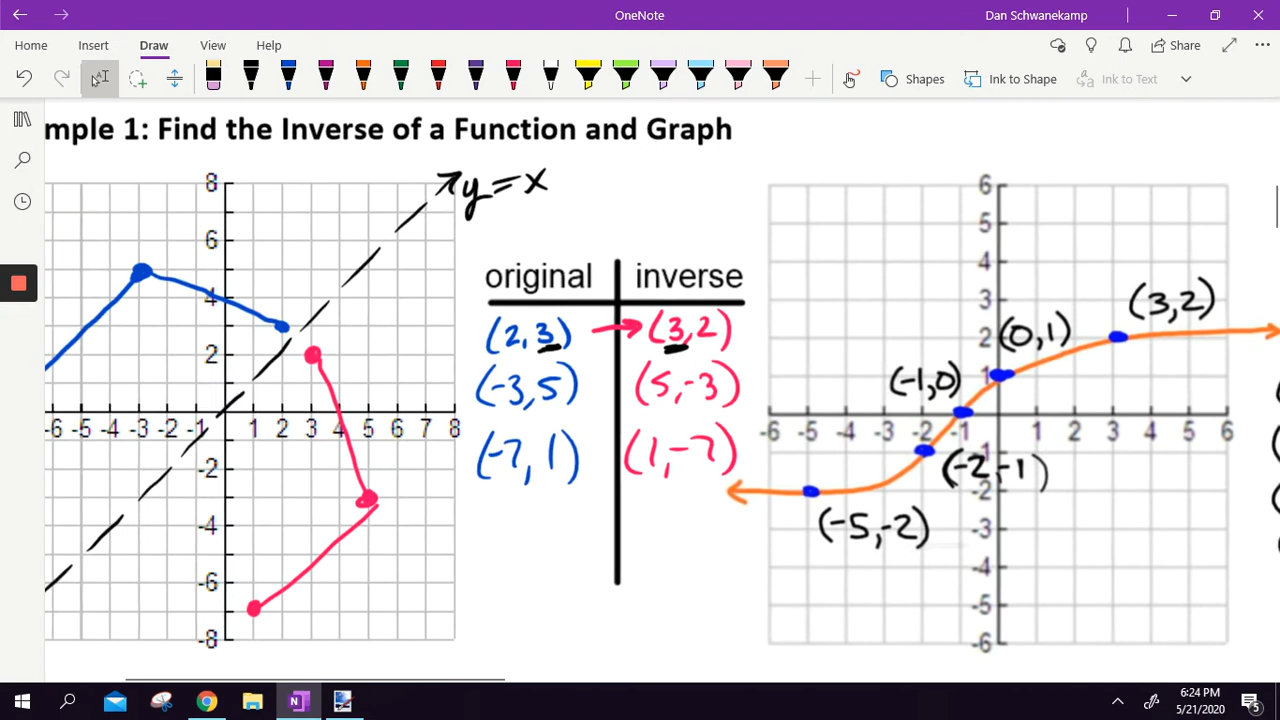 OneNote
Dan Schwanekamp
Home Insert Draw View Help
Share
Shapes
Ink to Shape
Ink to Text
mple 1: Find the Inverse of a Function and Graph
y=x
8
6
4
2
-6 -5 -4 -3 -2 -1 1 2 3 4 5 6 7 8
-2
-4
-6
-8
original inverse
(2,3) (3,2)
(-3,5) (5,-3)
(-7,1) (1,-7)
6
5
4
3
2
1
-6 -5 -4 -3 -2 -1 1 2 3 4 5 6
-1
-2
-3
-4
-5
-6
(3,2)
(0,1)
(-1,0)
(-2,-1)
(-5,-2)
6:24 PM
5/21/2020
5